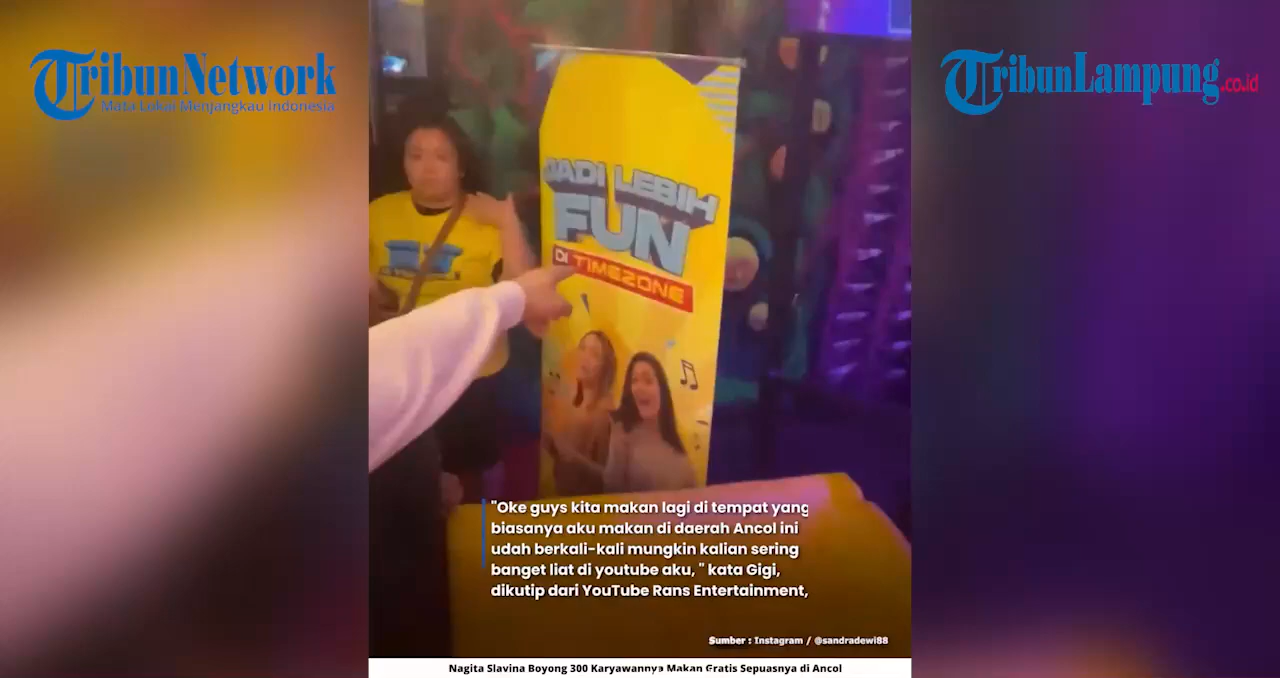 TribunNetwork
Mata Lokal Menjangkau Indonesia
TribunLampung.co.id
JADI LEBIH
FUN
DI TIMEZONE
"Oke guys kita makan lagi di tempat yang
biasanya aku makan di daerah Ancol ini
udah berkali-kali mungkin kalian sering
banget liat di youtube aku, " kata Gigi,
dikutip dari YouTube Rans Entertainment,
Sumber : Instagram / @sandradewi88
Nagita Slavina Boyong 300 Karyawannya Makan Gratis Sepuasnya di Ancol